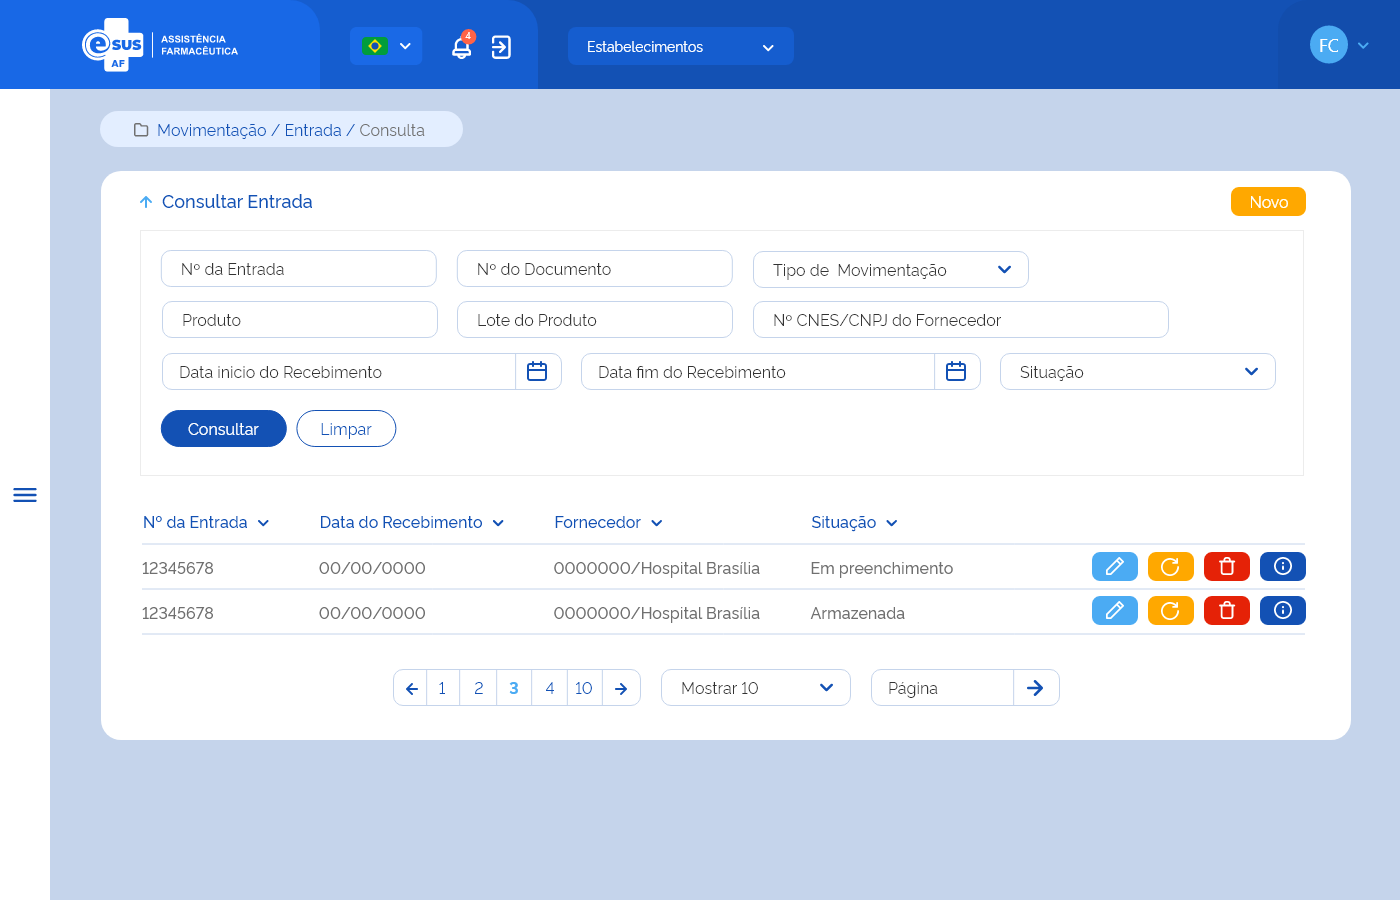 e sus AF
ASSISTÊNCIA
FARMACÊUTICA
4
Estabelecimentos
FC
Movimentação / Entrada / Consulta
Consultar Entrada
Novo
Nº da Entrada
Nº do Documento
Tipo de Movimentação
Produto
Lote do Produto
Nº CNES/CNPJ do Fornecedor
Data inicio do Recebimento
Data fim do Recebimento
Situação
Consultar
Limpar
Nº da Entrada Data do Recebimento Fornecedor Situação
12345678 00/00/0000 0000000/Hospital Brasília Em preenchimento
12345678 00/00/0000 0000000/Hospital Brasília Armazenada
1 2 3 4 10
Mostrar 10
Página